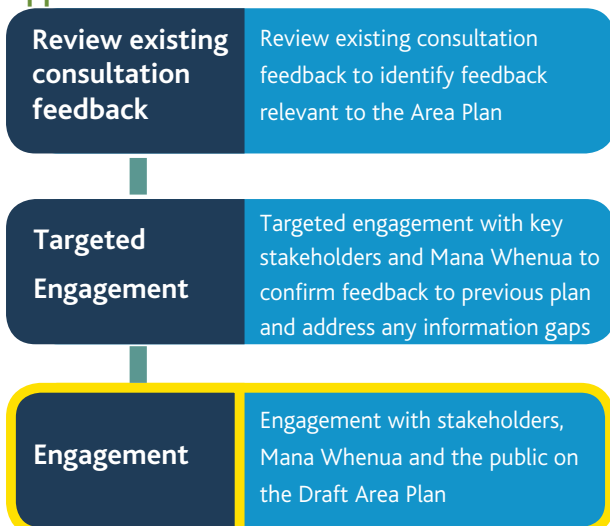 Review existing
consultation
feedback
Review existing consultation
feedback to identify feedback
relevant to the Area Plan
Targeted
Engagement
Targeted engagement with key
stakeholders and Mana Whenua to
confirm feedback to previous plan
and address any information gaps
Engagement
Engagement with stakeholders,
Mana Whenua and the public on
the Draft Area Plan